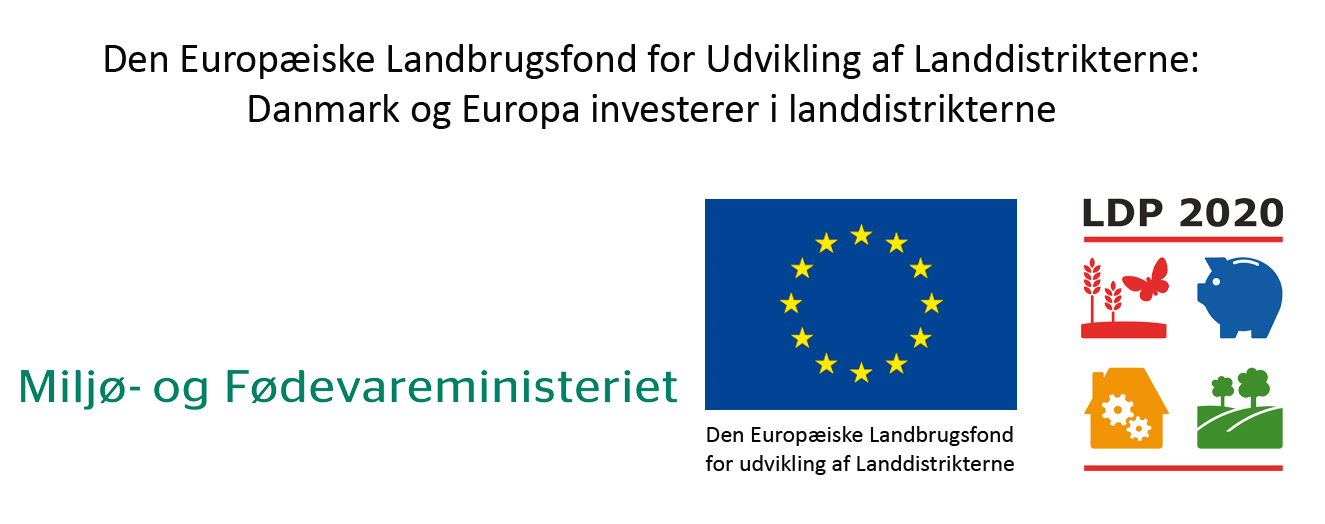 Den Europæiske Landbrugsfond for Udvikling af Landdistrikterne:
Danmark og Europa investerer i landdistrikterne
LDP 2020
Miljø- og Fødevareministeriet
Den Europæiske Landbrugsfond
for udvikling af Landdistrikterne